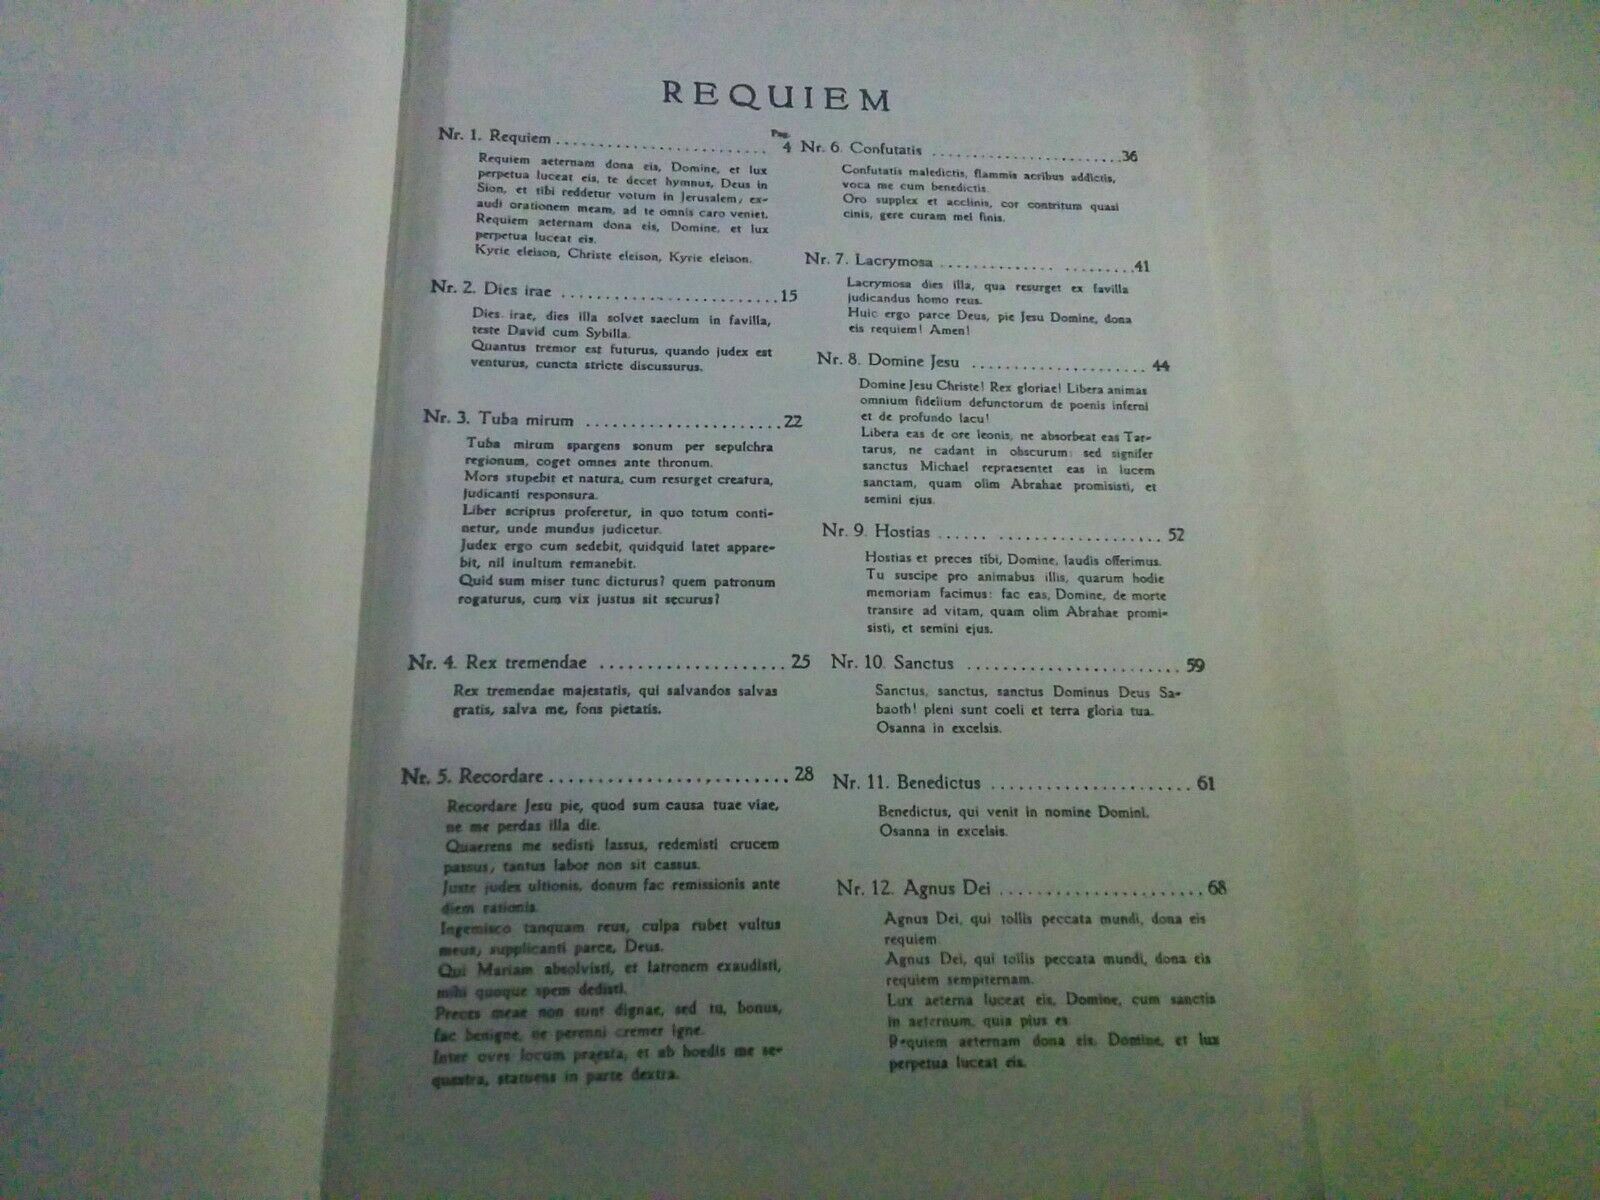 REQUIEM
Pag.
Nr. 1. Requiem ........................ 4
Requiem aeternam dona eis, Domine, et lux
perpetua luceat eis, te decet hymnus, Deus in
Sion, et tibi reddetur votum in Jerusalem, ex-
audi orationem meam, ad te omnis caro veniet.
Requiem aeternam dona eis, Domine, et lux
perpetua luceat eis.
Kyrie eleison, Christe eleison, Kyrie eleison.
Nr. 2. Dies irae ........................ 15
Dies irae, dies illa solvet saeclum in favilla,
teste David cum Sybilla.
Quantus tremor est futurus, quando judex est
venturus, cuncta stricte discussurus.
Nr. 3. Tuba mirum ...................... 22
Tuba mirum spargens sonum per sepulchra
regionum, coget omnes ante thronum.
Mors stupebit et natura, cum resurget creatura,
judicanti responsura.
Liber scriptus proferetur, in quo totum conti-
netur, unde mundus judicetur.
Judex ergo cum sedebit, quidquid latet appare-
bit, nil inultum remanebit.
Quid sum miser tunc dicturus? quem patronum
rogaturus, cum vix justus sit securus?
Nr. 4. Rex tremendae .................... 25
Rex tremendae majestatis, qui salvandos salvas
gratis, salva me, fons pietatis.
Nr. 5. Recordare ........................ 28
Recordare Jesu pie, quod sum causa tuae viae,
ne me perdas illa die.
Quaerens me sedisti lassus, redemisti crucem
passus, tantus labor non sit cassus.
Juste judex ultionis, donum fac remissionis ante
diem rationis.
Ingemisco tanquam reus, culpa rubet vultus
meus, supplicanti parce, Deus.
Qui Mariam absolvisti, et latronem exaudisti,
mihi quoque spem dedisti.
Preces meae non sunt dignae, sed tu, bonus,
fac benigne, ne perenni cremer igne.
Inter oves locum praesta, et ab hoedis me se-
questra, statuens in parte dextra.
Nr. 6. Confutatis ........................ 36
Confutatis maledictis, flammis acribus addictis,
voca me cum benedictis.
Oro supplex et acclinis, cor contritum quasi
cinis, gere curam mei finis.
Nr. 7. Lacrymosa ........................ 41
Lacrymosa dies illa, qua resurget ex favilla
judicandus homo reus.
Huic ergo parce Deus, pie Jesu Domine, dona
eis requiem! Amen!
Nr. 8. Domine Jesu ...................... 44
Domine Jesu Christe! Rex gloriae! Libera animas
omnium fidelium defunctorum de poenis inferni
et de profundo lacu!
Libera eas de ore leonis, ne absorbeat eas Tar-
tarus, ne cadant in obscurum: sed signifer
sanctus Michael repraesentet eas in lucem
sanctam, quam olim Abrahae promisisti, et
semini ejus.
Nr. 9. Hostias ........................ 52
Hostias et preces tibi, Domine, laudis offerimus.
Tu suscipe pro animabus illis, quarum hodie
memoriam facimus: fac eas, Domine, de morte
transire ad vitam, quam olim Abrahae promi-
sisti, et semini ejus.
Nr. 10. Sanctus ........................ 59
Sanctus, sanctus, sanctus Dominus Deus Sa-
baoth! pleni sunt coeli et terra gloria tua.
Osanna in excelsis.
Nr. 11. Benedictus ...................... 61
Benedictus, qui venit in nomine Domini.
Osanna in excelsis.
Nr. 12. Agnus Dei ...................... 68
Agnus Dei, qui tollis peccata mundi, dona eis
requiem.
Agnus Dei, qui tollis peccata mundi, dona eis
requiem sempiternam.
Lux aeterna luceat eis, Domine, cum sanctis
in aeternum, quia pius es.
Requiem aeternam dona eis, Domine, et lux
perpetua luceat eis.